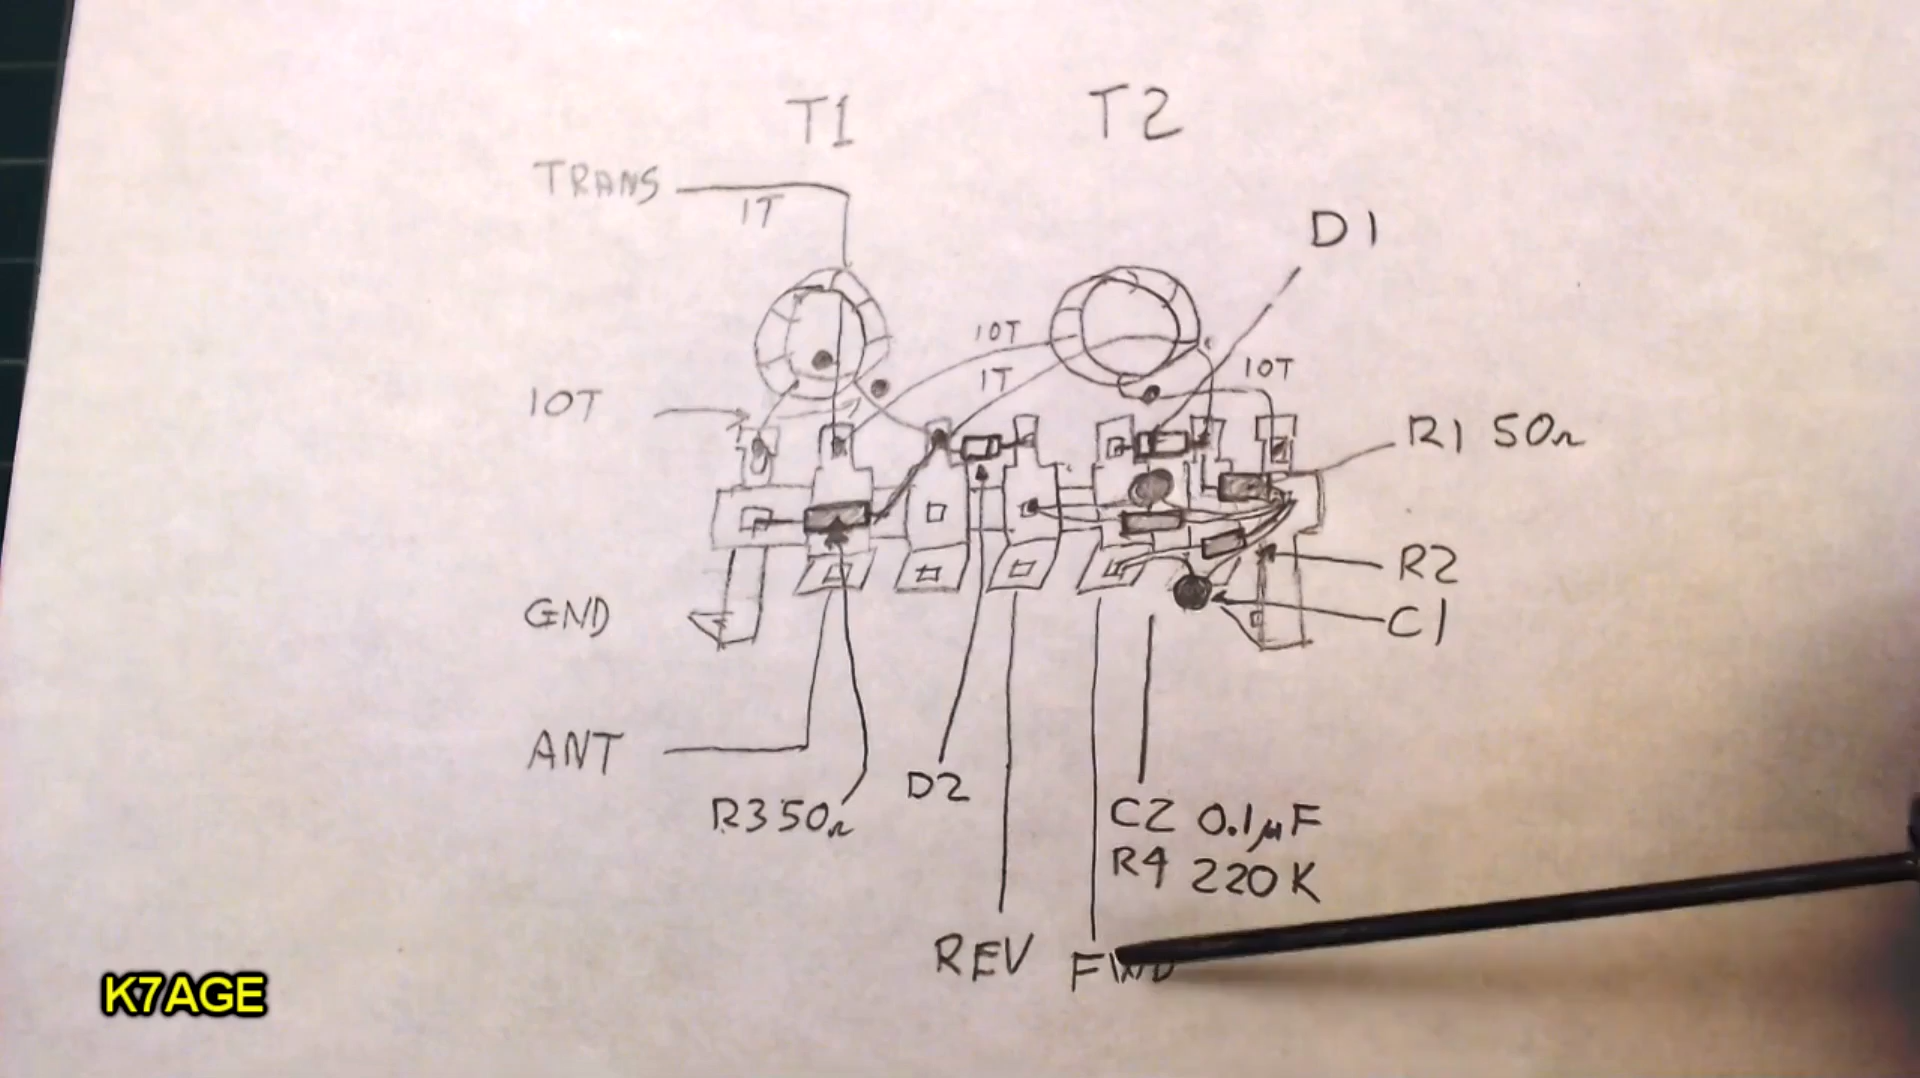 T1
T2
TRANS
1T
D1
10T
1T
10T
10T
R1 50Ω
R2
GND
C1
ANT
D2
R3 50Ω
C2 0.1µF
R4 220K
REV
FWD
K7AGE